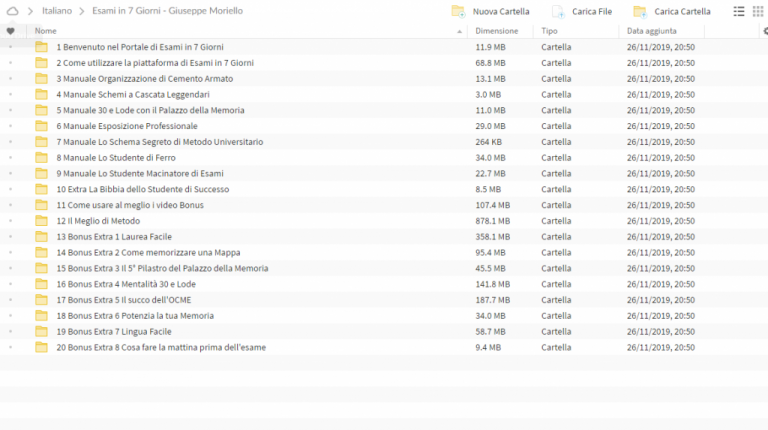 Italiano > Esami in 7 Giorni - Giuseppe Moriello Nuova Cartella Carica File Carica Cartella
Nome Dimensione Tipo Data aggiunta
1 Benvenuto nel Portale di Esami in 7 Giorni 11.9 MB Cartella 26/11/2019, 20:50
2 Come utilizzare la piattaforma di Esami in 7 Giorni 68.8 MB Cartella 26/11/2019, 20:50
3 Manuale Organizzazione di Cemento Armato 13.1 MB Cartella 26/11/2019, 20:50
4 Manuale Schemi a Cascata Leggendari 3.0 MB Cartella 26/11/2019, 20:50
5 Manuale 30 e Lode con il Palazzo della Memoria 11.0 MB Cartella 26/11/2019, 20:50
6 Manuale Esposizione Professionale 29.0 MB Cartella 26/11/2019, 20:50
7 Manuale Lo Schema Segreto di Metodo Universitario 264 KB Cartella 26/11/2019, 20:50
8 Manuale Lo Studente di Ferro 34.0 MB Cartella 26/11/2019, 20:50
9 Manuale Lo Studente Macinatore di Esami 22.7 MB Cartella 26/11/2019, 20:50
10 Extra La Bibbia dello Studente di Successo 8.5 MB Cartella 26/11/2019, 20:50
11 Come usare al meglio i video Bonus 107.4 MB Cartella 26/11/2019, 20:50
12 Il Meglio di Metodo 878.1 MB Cartella 26/11/2019, 20:50
13 Bonus Extra 1 Laurea Facile 358.1 MB Cartella 26/11/2019, 20:50
14 Bonus Extra 2 Come memorizzare una Mappa 95.4 MB Cartella 26/11/2019, 20:50
15 Bonus Extra 3 Il 5° Pilastro del Palazzo della Memoria 45.5 MB Cartella 26/11/2019, 20:50
16 Bonus Extra 4 Mentalità 30 e Lode 141.8 MB Cartella 26/11/2019, 20:50
17 Bonus Extra 5 Il succo dell'OCME 187.7 MB Cartella 26/11/2019, 20:50
18 Bonus Extra 6 Potenzia la tua Memoria 34.0 MB Cartella 26/11/2019, 20:50
19 Bonus Extra 7 Lingua Facile 58.7 MB Cartella 26/11/2019, 20:50
20 Bonus Extra 8 Cosa fare la mattina prima dell'esame 9.4 MB Cartella 26/11/2019, 20:50